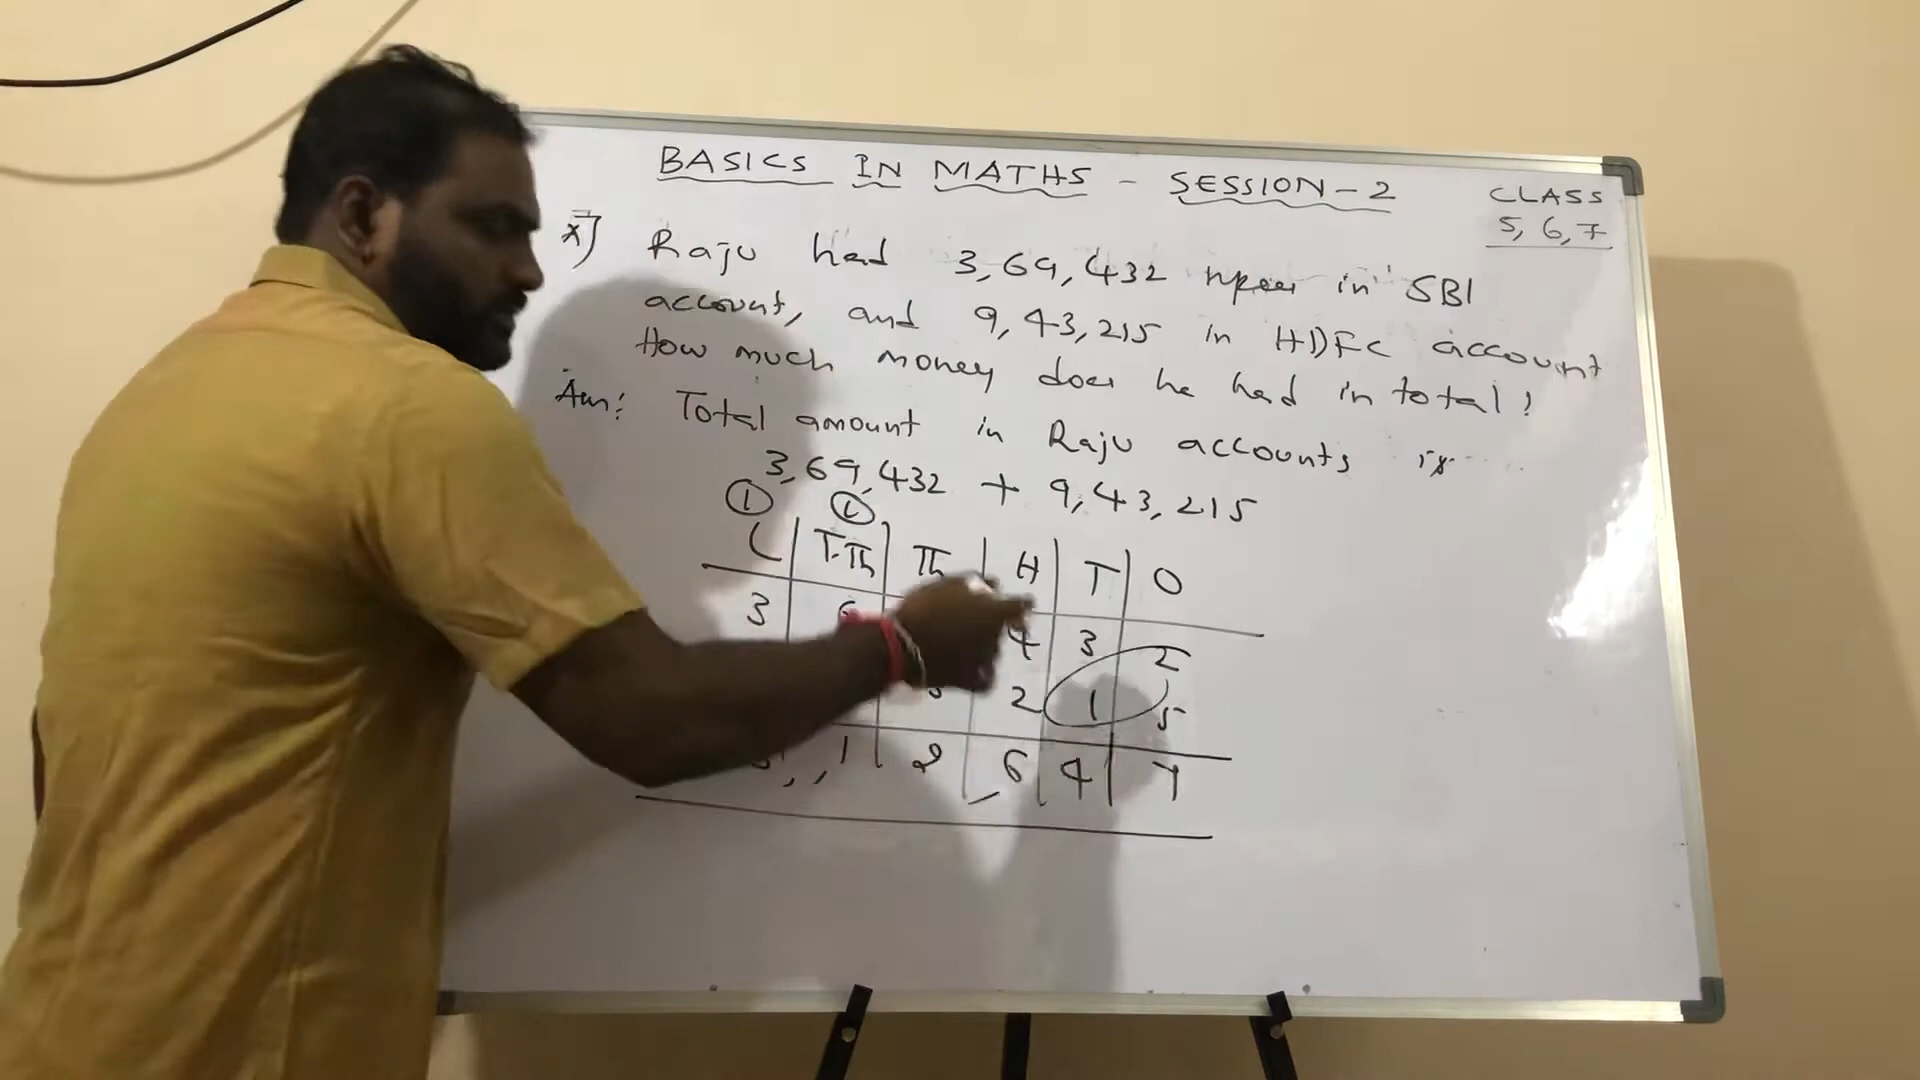 BASICS IN MATHS - SESSION-2
CLASS
5, 6, 7
*] Raju had 3,69,432 rupees in SBI
account, and 9,43,215 in HDFC account
How much money does he had in total?
Ans: Total amount in Raju accounts is
3,69,432 + 9,43,215
1 1
L T.Th Th H T O
3 6 4 3 2
2 1 5
3, 1 2, 6 4 7